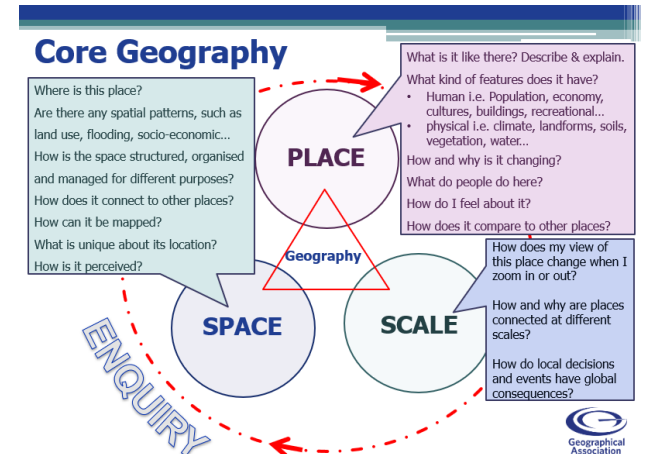 Core Geography
Where is this place?
Are there any spatial patterns, such as
land use, flooding, socio-economic...
How is the space structured, organised
and managed for different purposes?
How does it connect to other places?
How can it be mapped?
What is unique about its location?
How is it perceived?
What is it like there? Describe & explain.
What kind of features does it have?
• Human i.e. Population, economy,
cultures, buildings, recreational...
• physical i.e. climate, landforms, soils,
vegetation, water...
How and why is it changing?
What do people do here?
How do I feel about it?
How does it compare to other places?
PLACE
Geography
SPACE
SCALE
How does my view of
this place change when I
zoom in or out?
How and why are places
connected at different
scales?
How do local decisions
and events have global
consequences?
ENQUIRY
Geographical
Association